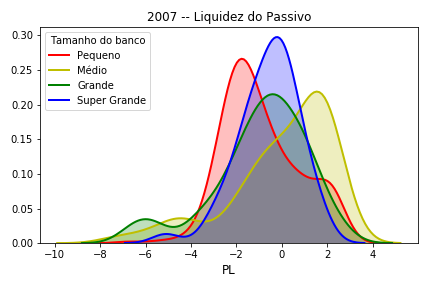 2007 -- Liquidez do Passivo
Tamanho do banco
Pequeno
Médio
Grande
Super Grande
0.30
0.25
0.20
0.15
0.10
0.05
0.00
−10 −8 −6 −4 −2 0 2 4
PL